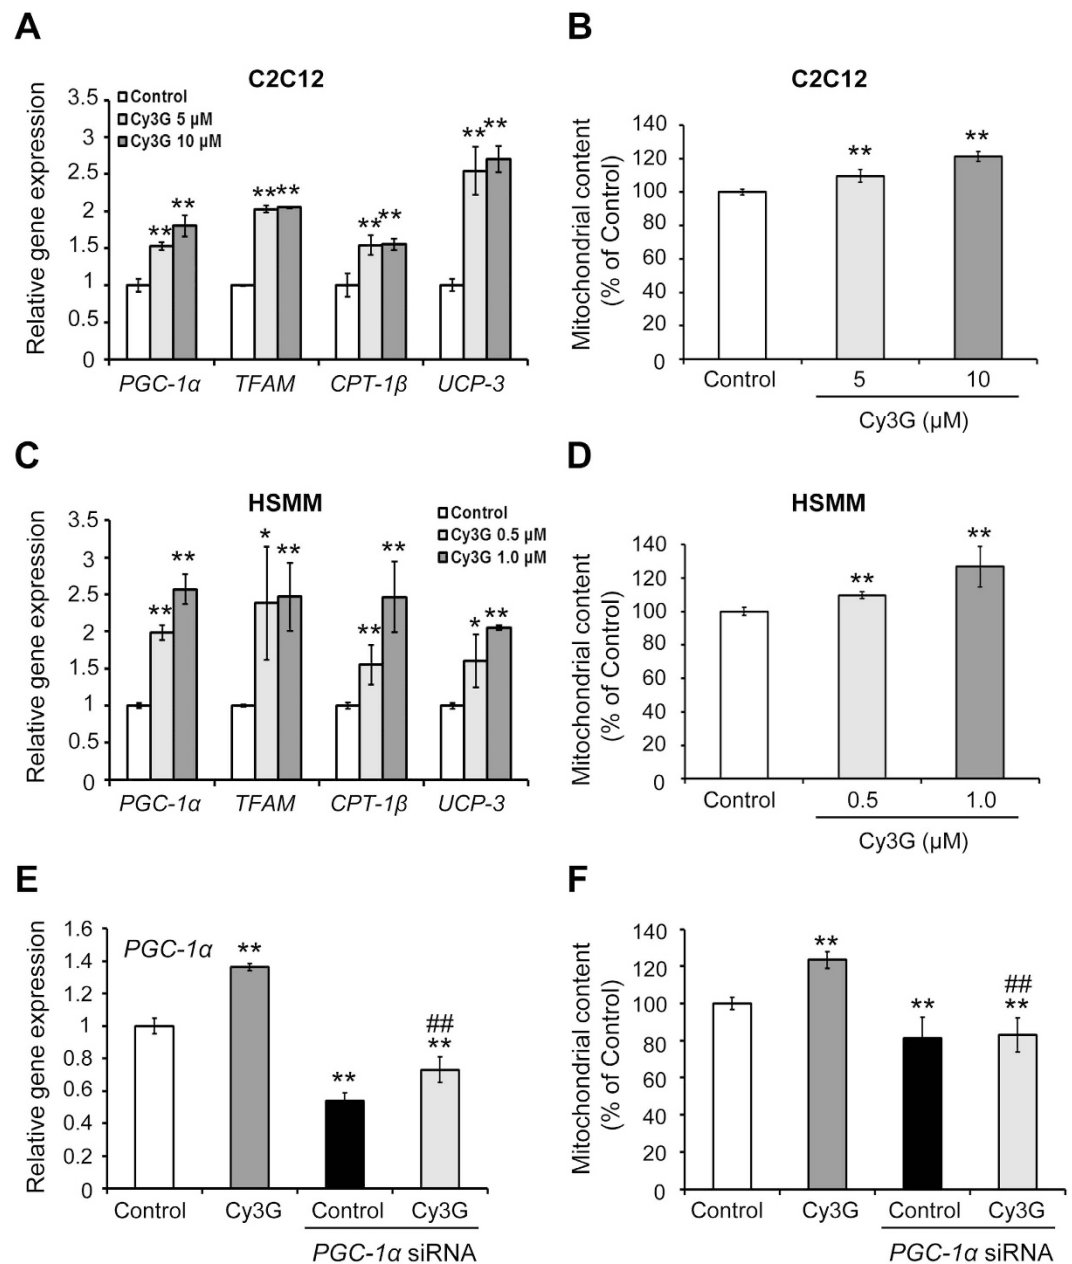 A
C2C12
Relative gene expression
3.5
3
2.5
2
1.5
1
0.5
0
Control
Cy3G 5 μM
Cy3G 10 μM
** **
** **
** **
** **
PGC-1α TFAM CPT-1β UCP-3
B
C2C12
Mitochondrial content
(% of Control)
140
120
100
80
60
40
20
0
**
**
Control 5 10
Cy3G (μM)
C
HSMM
Relative gene expression
3.5
3
2.5
2
1.5
1
0.5
0
Control
Cy3G 0.5 μM
Cy3G 1.0 μM
** **
* **
** **
* **
PGC-1α TFAM CPT-1β UCP-3
D
HSMM
Mitochondrial content
(% of Control)
140
120
100
80
60
40
20
0
**
**
Control 0.5 1.0
Cy3G (μM)
E
Relative gene expression
1.6
1.4
1.2
1
0.8
0.6
0.4
0.2
0
PGC-1α
**
**
##
**
Control Cy3G Control Cy3G
PGC-1α siRNA
F
Mitochondrial content
(% of Control)
140
120
100
80
60
40
20
0
**
**
##
**
Control Cy3G Control Cy3G
PGC-1α siRNA